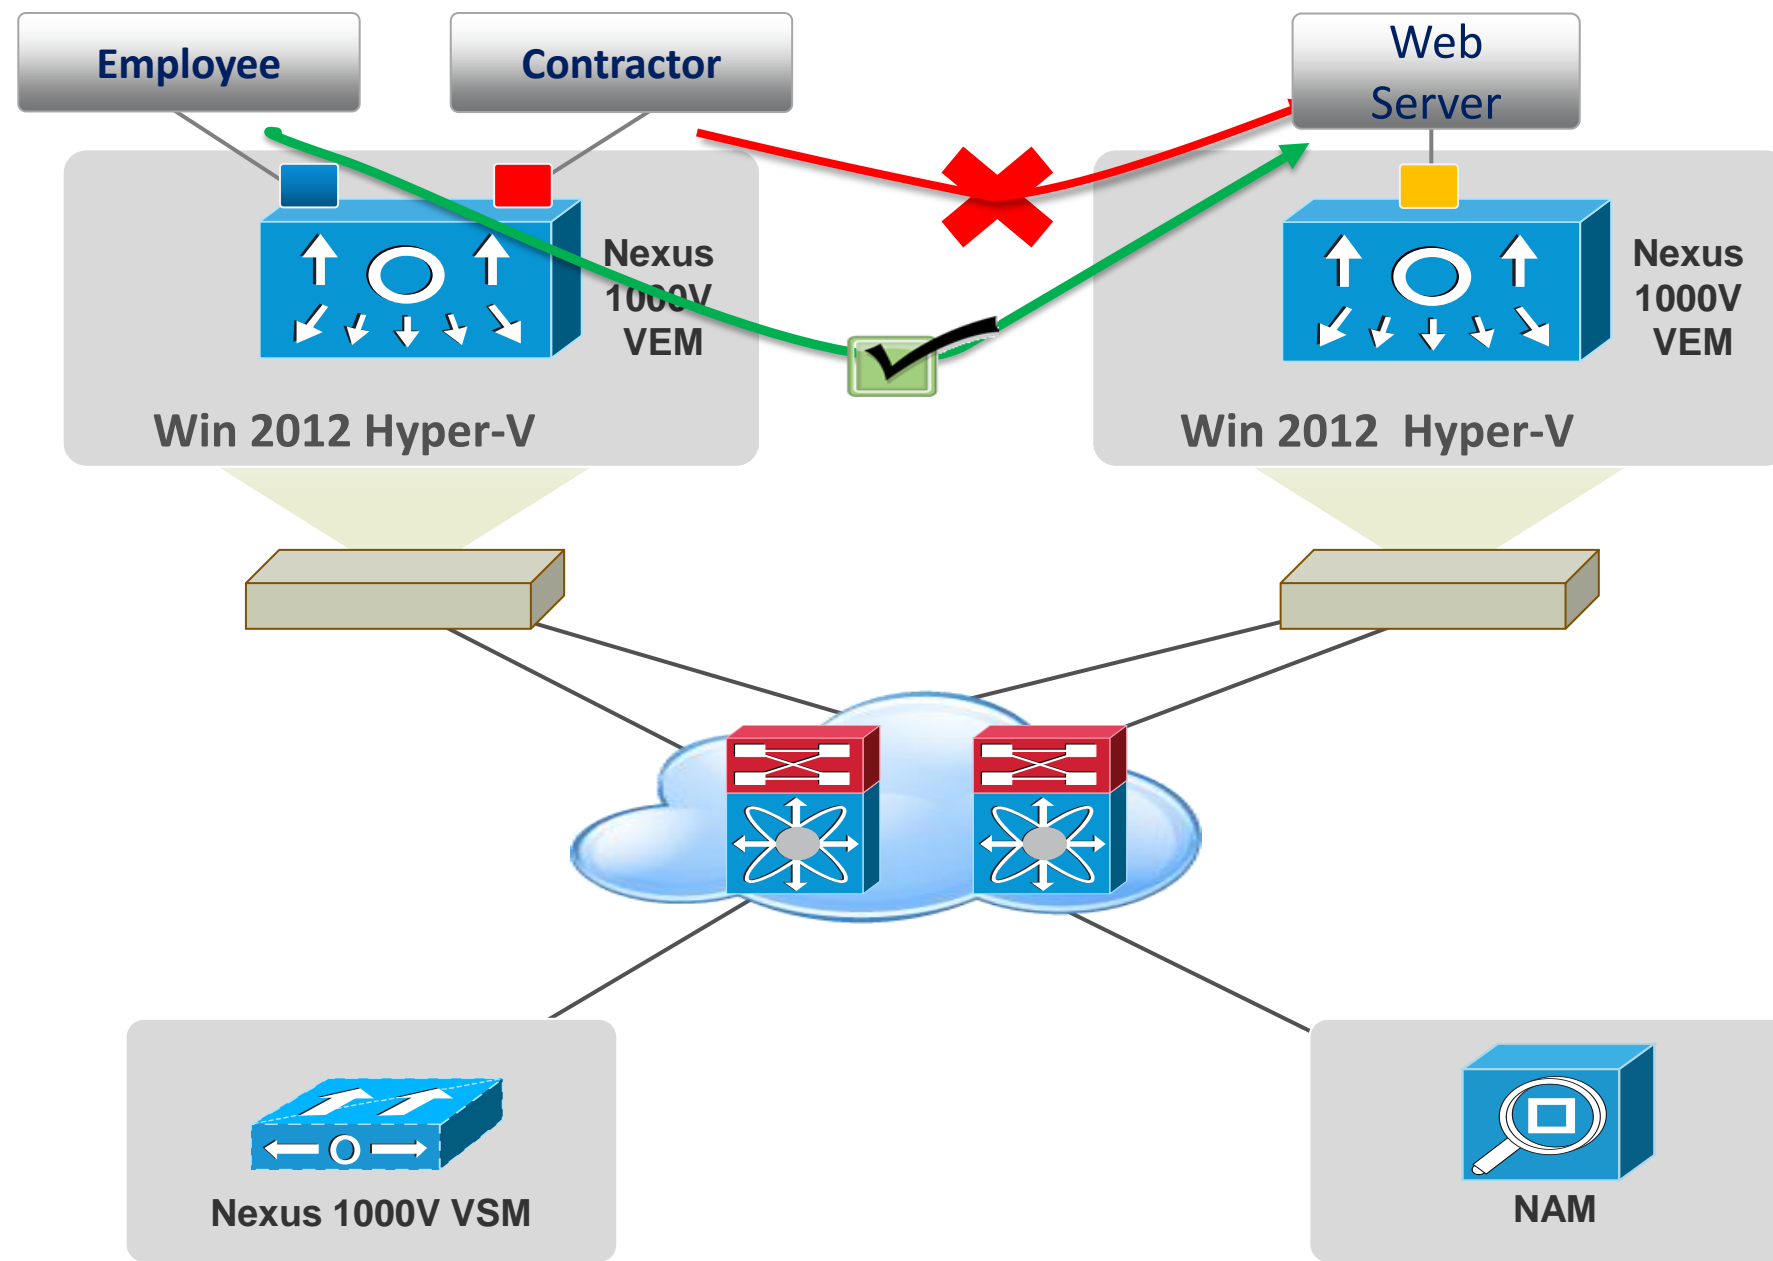 Employee
Contractor
Web
Server
Nexus
1000V
VEM
Nexus
1000V
VEM
Win 2012 Hyper-V
Win 2012  Hyper-V
Nexus 1000V VSM
NAM